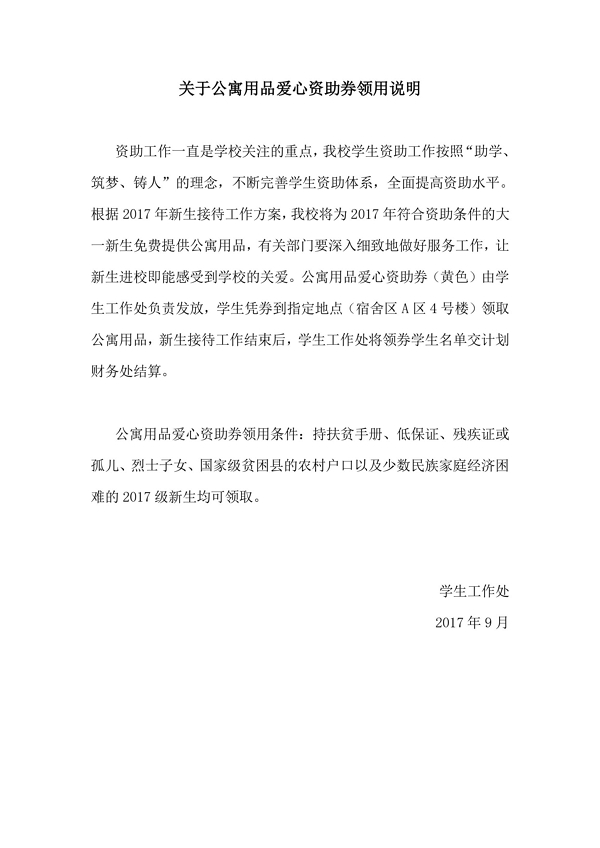 关于公寓用品爱心资助券领用说明
资助工作一直是学校关注的重点，我校学生资助工作按照“助学、
筑梦、铸人”的理念，不断完善学生资助体系，全面提高资助水平。
根据 2017 年新生接待工作方案，我校将为 2017 年符合资助条件的大
一新生免费提供公寓用品，有关部门要深入细致地做好服务工作，让
新生进校即能感受到学校的关爱。公寓用品爱心资助券（黄色）由学
生工作处负责发放，学生凭券到指定地点（宿舍区 A 区 4 号楼）领取
公寓用品，新生接待工作结束后，学生工作处将领券学生名单交计划
财务处结算。
公寓用品爱心资助券领用条件：持扶贫手册、低保证、残疾证或
孤儿、烈士子女、国家级贫困县的农村户口以及少数民族家庭经济困
难的 2017 级新生均可领取。
学生工作处
2017 年 9 月